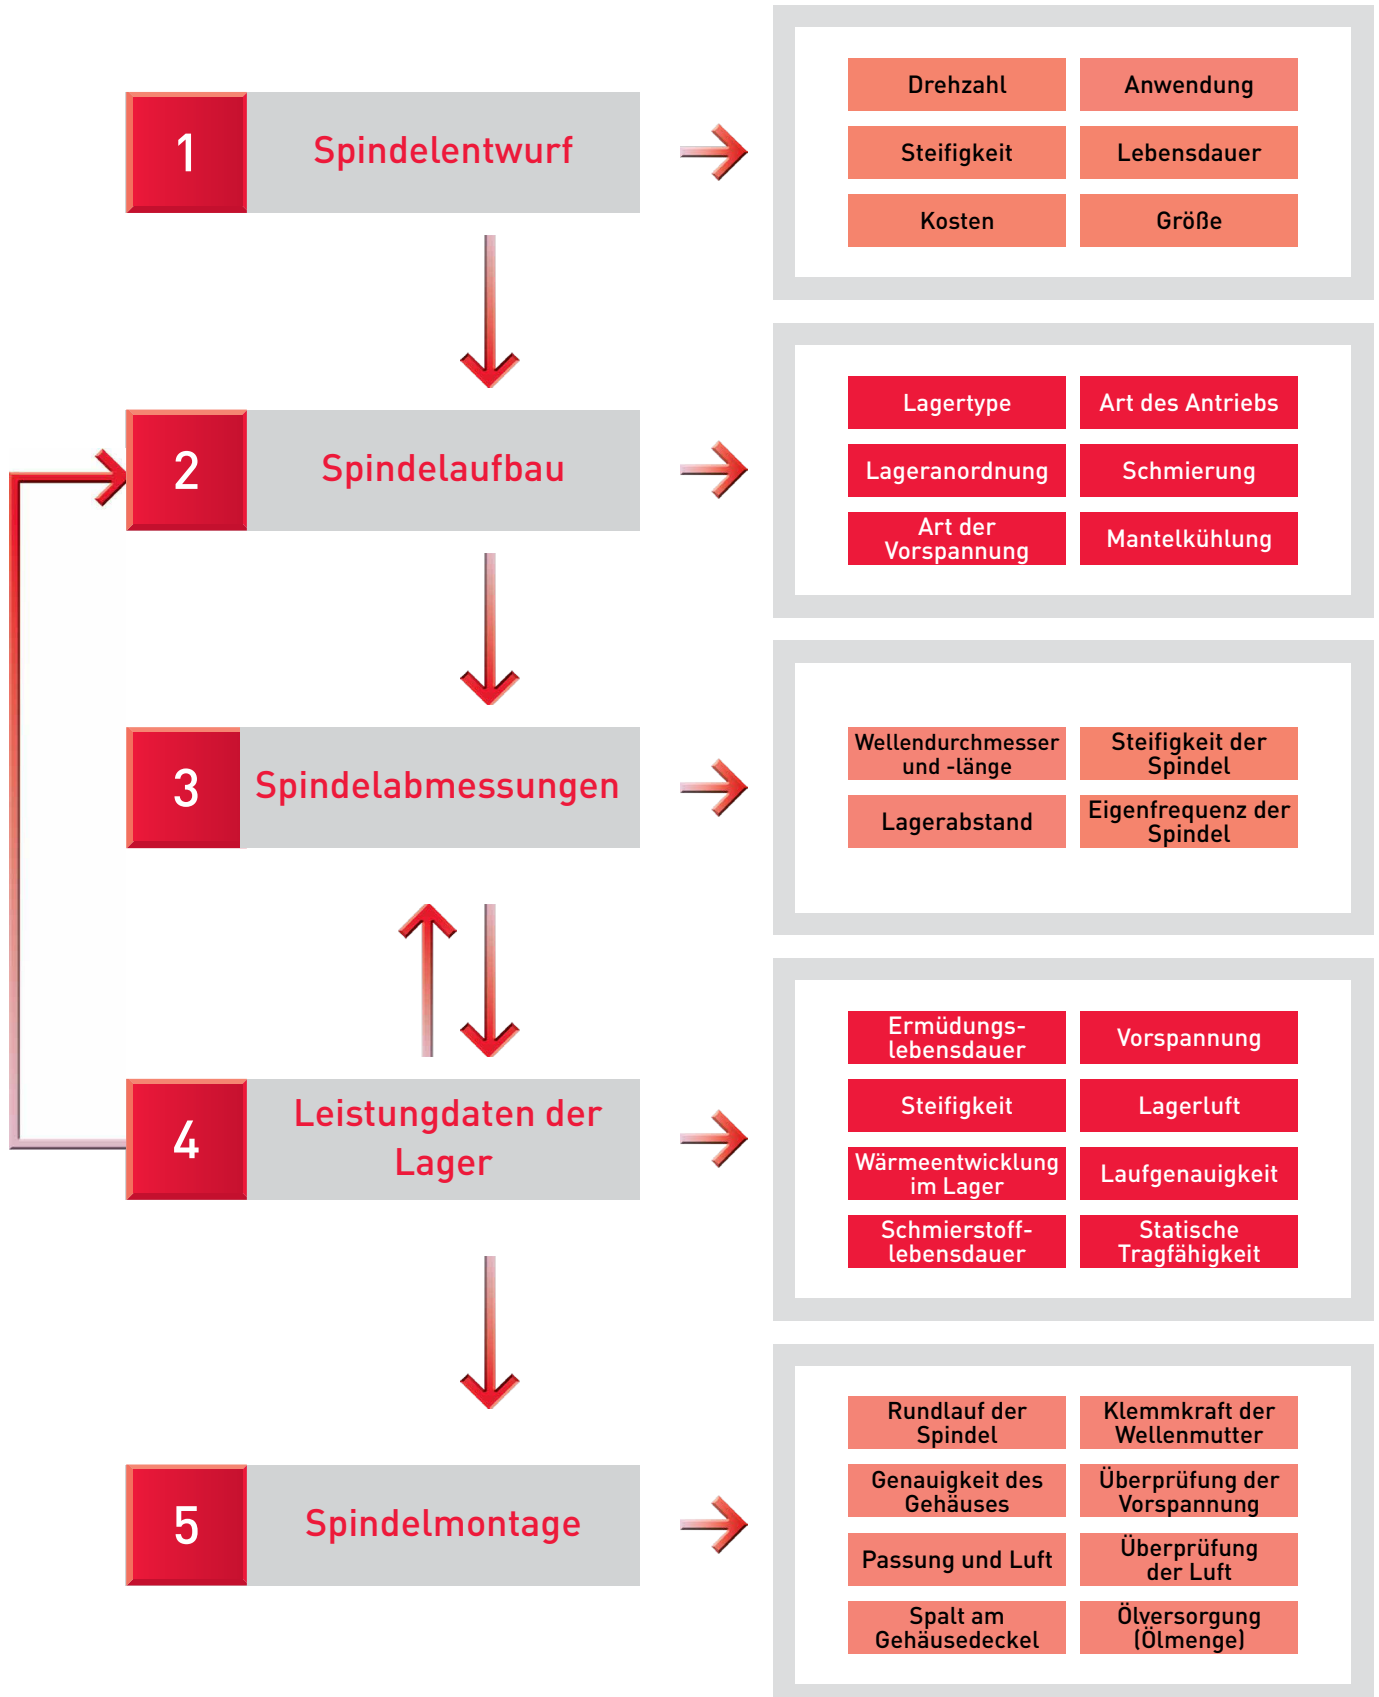 1
Spindelentwurf
Drehzahl
Anwendung
Steifigkeit
Lebensdauer
Kosten
Größe
2
Spindelaufbau
Lagertype
Art des Antriebs
Lageranordnung
Schmierung
Art der
Vorspannung
Mantelkühlung
3
Spindelabmessungen
Wellendurchmesser
und -länge
Steifigkeit der
Spindel
Lagerabstand
Eigenfrequenz der
Spindel
4
Leistungdaten der
Lager
Ermüdungs-
lebensdauer
Vorspannung
Steifigkeit
Lagerluft
Wärmeentwicklung
im Lager
Laufgenauigkeit
Schmierstoff-
lebensdauer
Statische
Tragfähigkeit
5
Spindelmontage
Rundlauf der
Spindel
Klemmkraft der
Wellenmutter
Genauigkeit des
Gehäuses
Überprüfung der
Vorspannung
Passung und Luft
Überprüfung
der Luft
Spalt am
Gehäusedeckel
Ölversorgung
(Ölmenge)